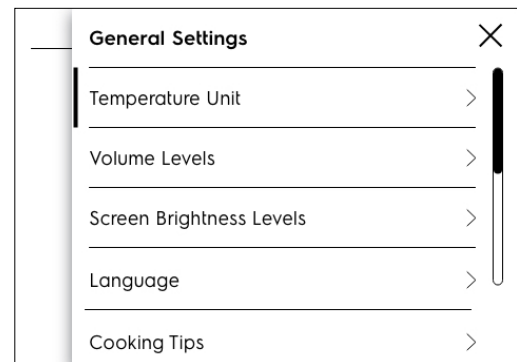 General Settings
Temperature Unit
Volume Levels
Screen Brightness Levels
Language
Cooking Tips